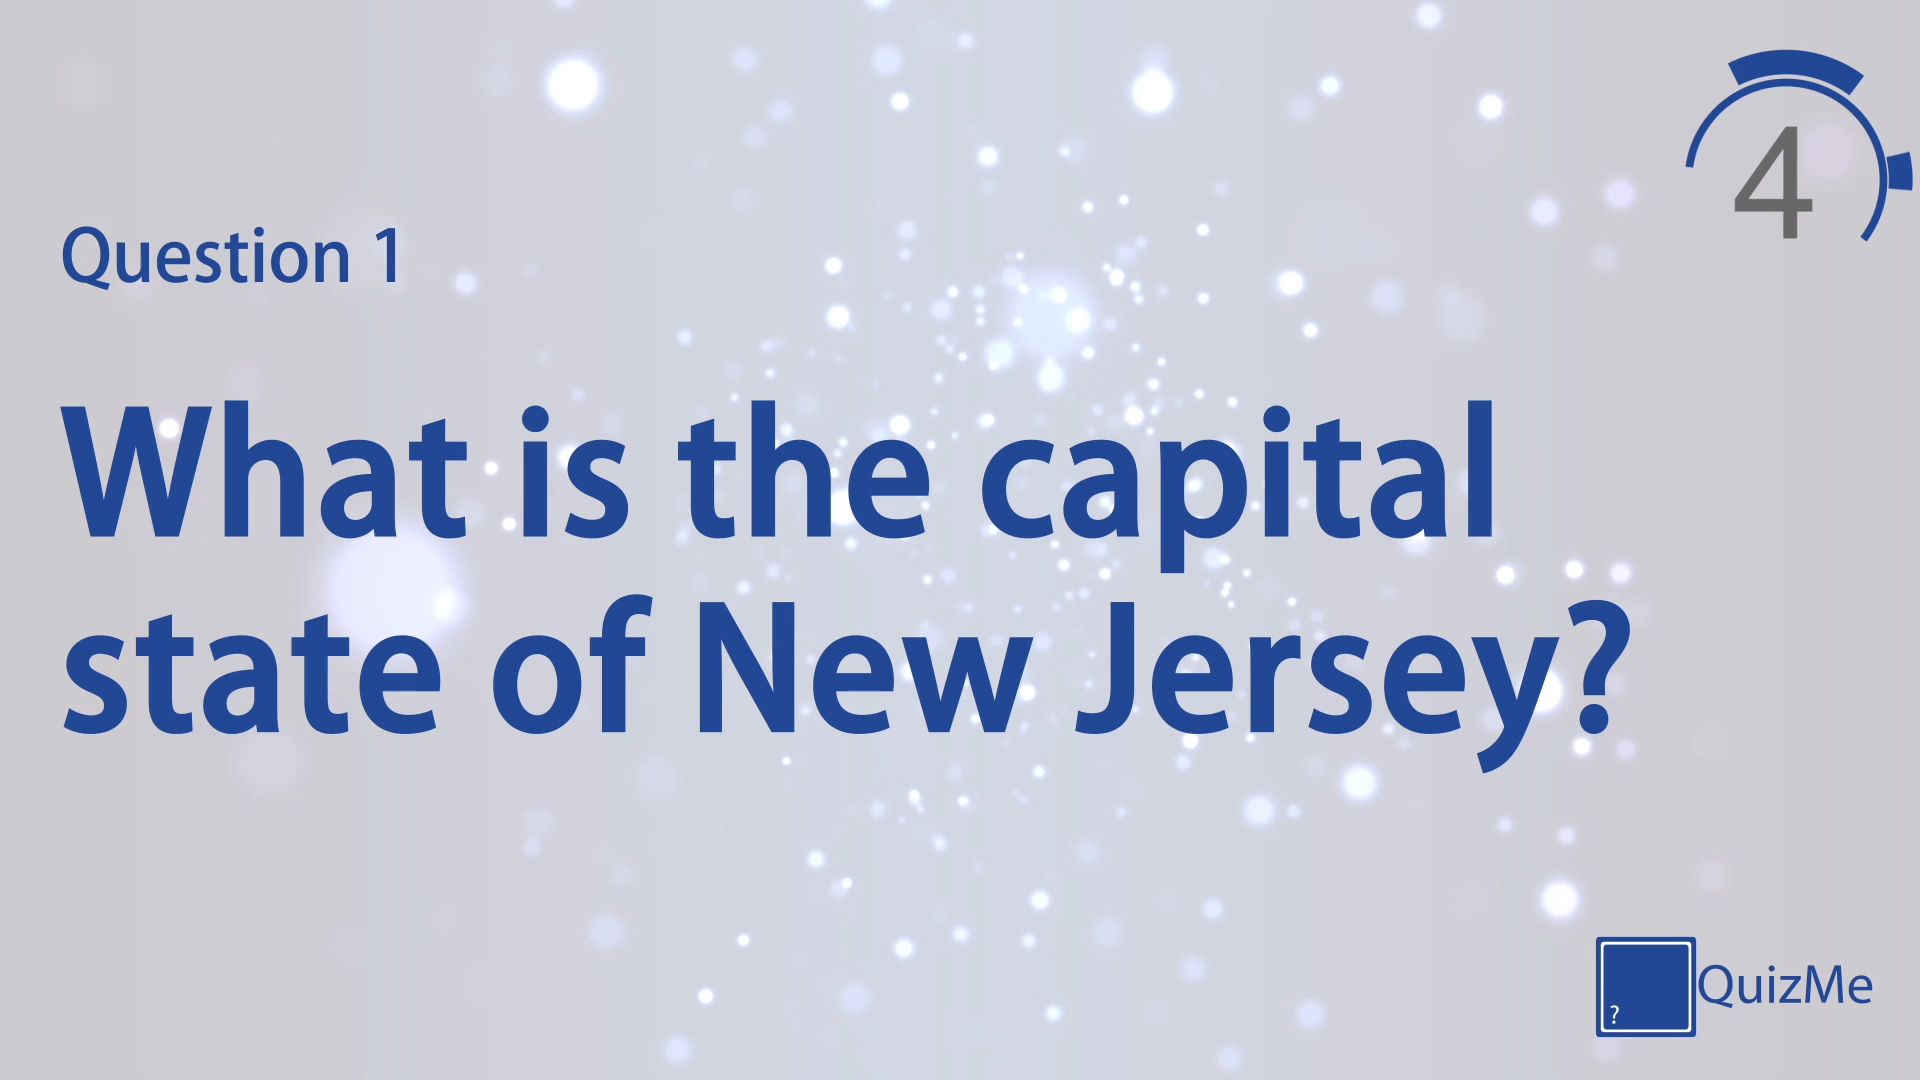 4
Question 1
What is the capital
state of New Jersey?
?
QuizMe